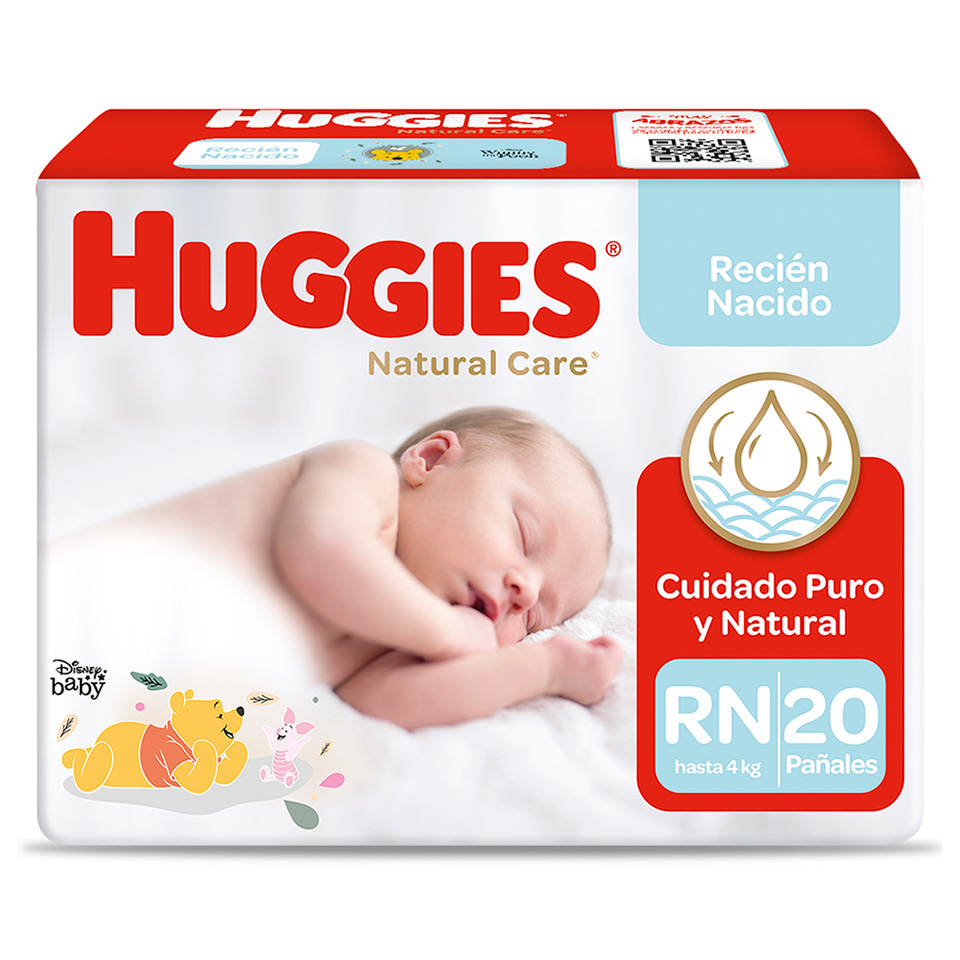 HUGGIES
Natural Care
Recién
Nacido
ABRAZOS
HUGGIES®
Natural Care®
Recién
Nacido
Cuidado Puro
y Natural
Disney
baby
RN 20
hasta 4 kg Pañales